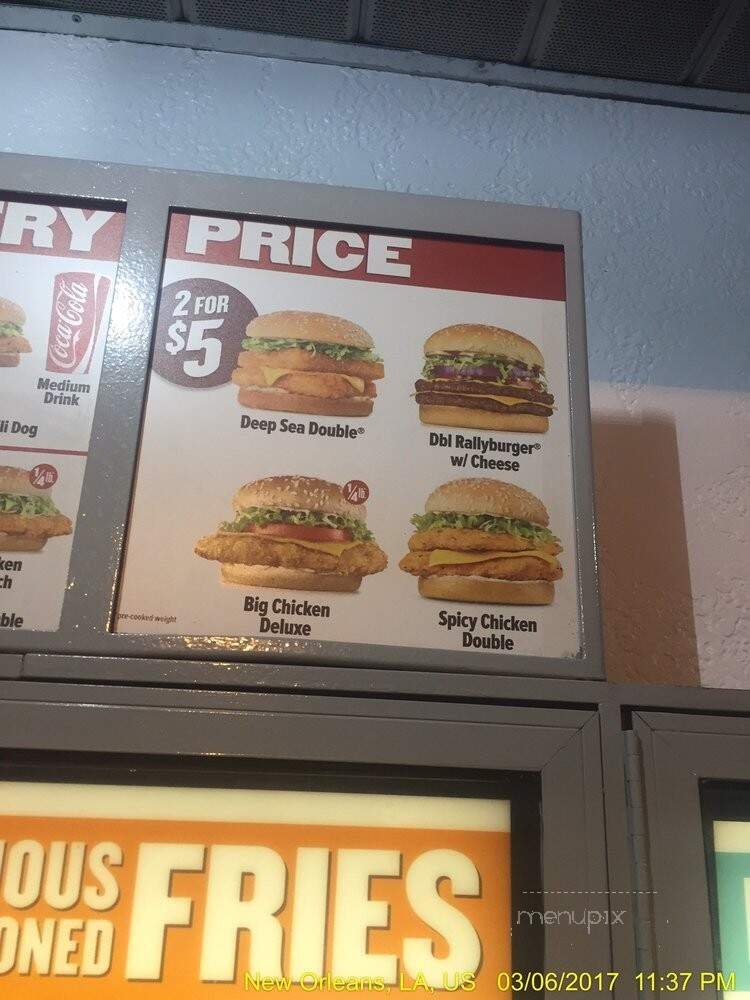 RY PRICE
2 FOR
$5
Coca-Cola
Medium
Drink
li Dog
Deep Sea Double®
Dbl Rallyburger®
w/ Cheese
1/4 lb.
1/4 lb.
ken
ch
ble
pre-cooked weight
Big Chicken
Deluxe
Spicy Chicken
Double
IOUS
ONED
FRIES
menupix
New Orleans, LA, US 03/06/2017 11:37 PM